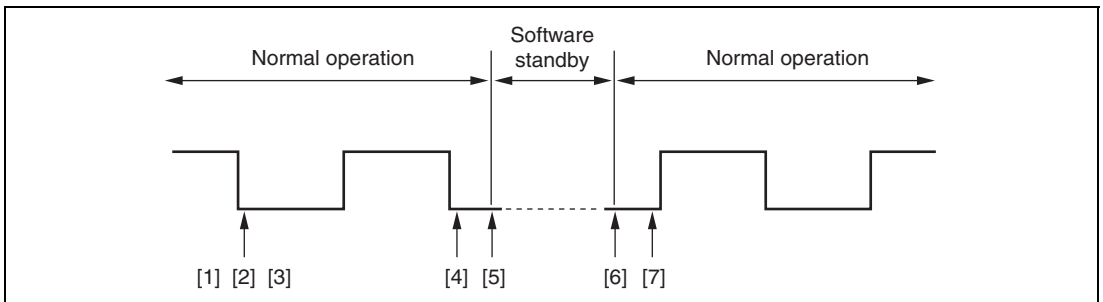 Software
standby
Normal operation
Normal operation
[1] [2] [3]
[4] [5]
[6] [7]